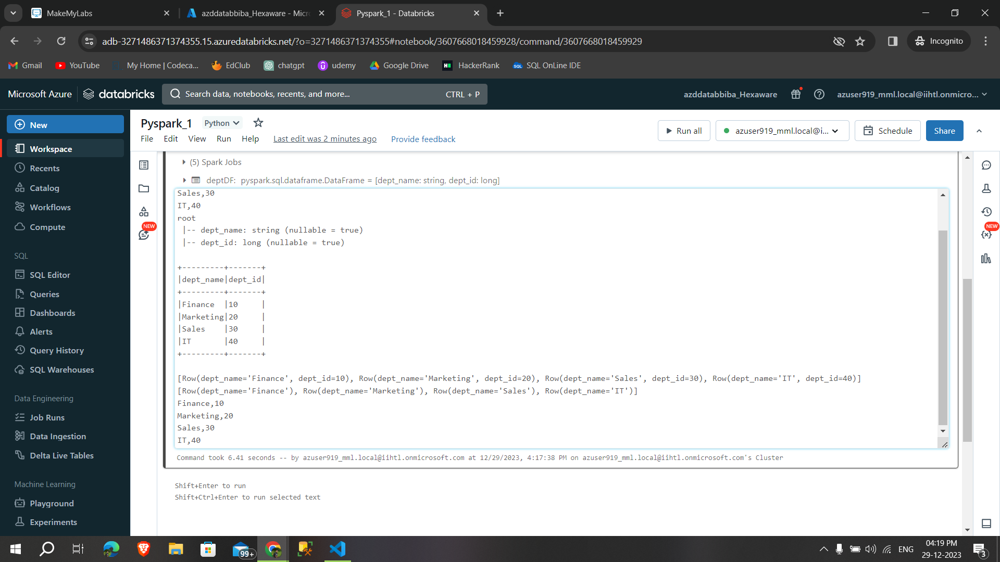 MakeMyLabs
azddatabbiba_Hexaware - Micr
Pyspark_1 - Databricks
adb-3271486371374355.15.azuredatabricks.net/?o=3271486371374355#notebook/3607668018459928/command/3607668018459929
Incognito
Gmail
YouTube
My Home | Codeca...
EdClub
chatgpt
udemy
Google Drive
HackerRank
SQL OnLine IDE
Microsoft Azure
databricks
Search data, notebooks, recents, and more...
CTRL + P
azddatabbiba_Hexaware
azuser919_mml.local@iihtl.onmicro...
New
Workspace
Recents
Catalog
Workflows
Compute
SQL
SQL Editor
Queries
Dashboards
Alerts
Query History
SQL Warehouses
Data Engineering
Job Runs
Data Ingestion
Delta Live Tables
Machine Learning
Playground
Experiments
Pyspark_1
Python
File Edit View Run Help
Last edit was 2 minutes ago
Provide feedback
Run all
azuser919_mml.local@i...
Schedule
Share
NEW
NEW
(5) Spark Jobs
deptDF: pyspark.sql.dataframe.DataFrame = [dept_name: string, dept_id: long]
Sales,30
IT,40
root
|-- dept_name: string (nullable = true)
|-- dept_id: long (nullable = true)
+---------+-------+
|dept_name|dept_id|
+---------+-------+
|Finance  |10     |
|Marketing|20     |
|Sales    |30     |
|IT       |40     |
+---------+-------+
[Row(dept_name='Finance', dept_id=10), Row(dept_name='Marketing', dept_id=20), Row(dept_name='Sales', dept_id=30), Row(dept_name='IT', dept_id=40)]
[Row(dept_name='Finance'), Row(dept_name='Marketing'), Row(dept_name='Sales'), Row(dept_name='IT')]
Finance,10
Marketing,20
Sales,30
IT,40
Command took 6.41 seconds -- by azuser919_mml.local@iihtl.onmicrosoft.com at 12/29/2023, 4:17:38 PM on azuser919_mml.local@iihtl.onmicrosoft.com's Cluster
Shift+Enter to run
Shift+Ctrl+Enter to run selected text
99+
ENG
04:19 PM
29-12-2023
3